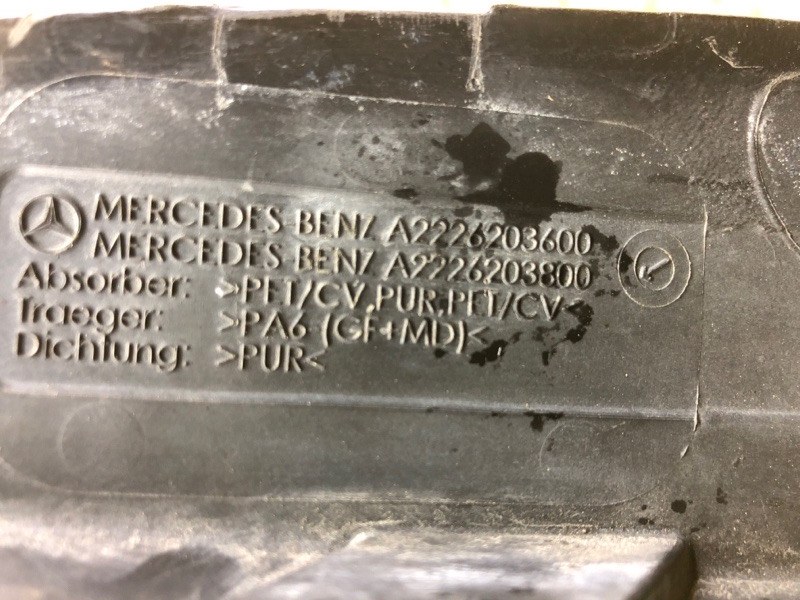 MERCEDES BENZ A2226203600
MERCEDES BENZ A2226203800
Absorber: >PET/CV,PUR,PET/CV<
Traeger: >PA6 (GF+MD)<
Dichtung: >PUR<